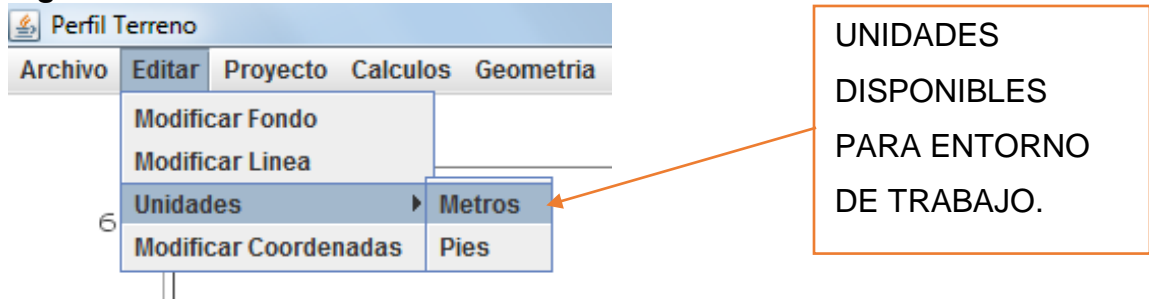 Perfil Terreno
Archivo Editar Proyecto Calculos Geometria
Modificar Fondo
Modificar Linea
Unidades
Modificar Coordenadas
Metros
Pies
6
UNIDADES
DISPONIBLES
PARA ENTORNO
DE TRABAJO.